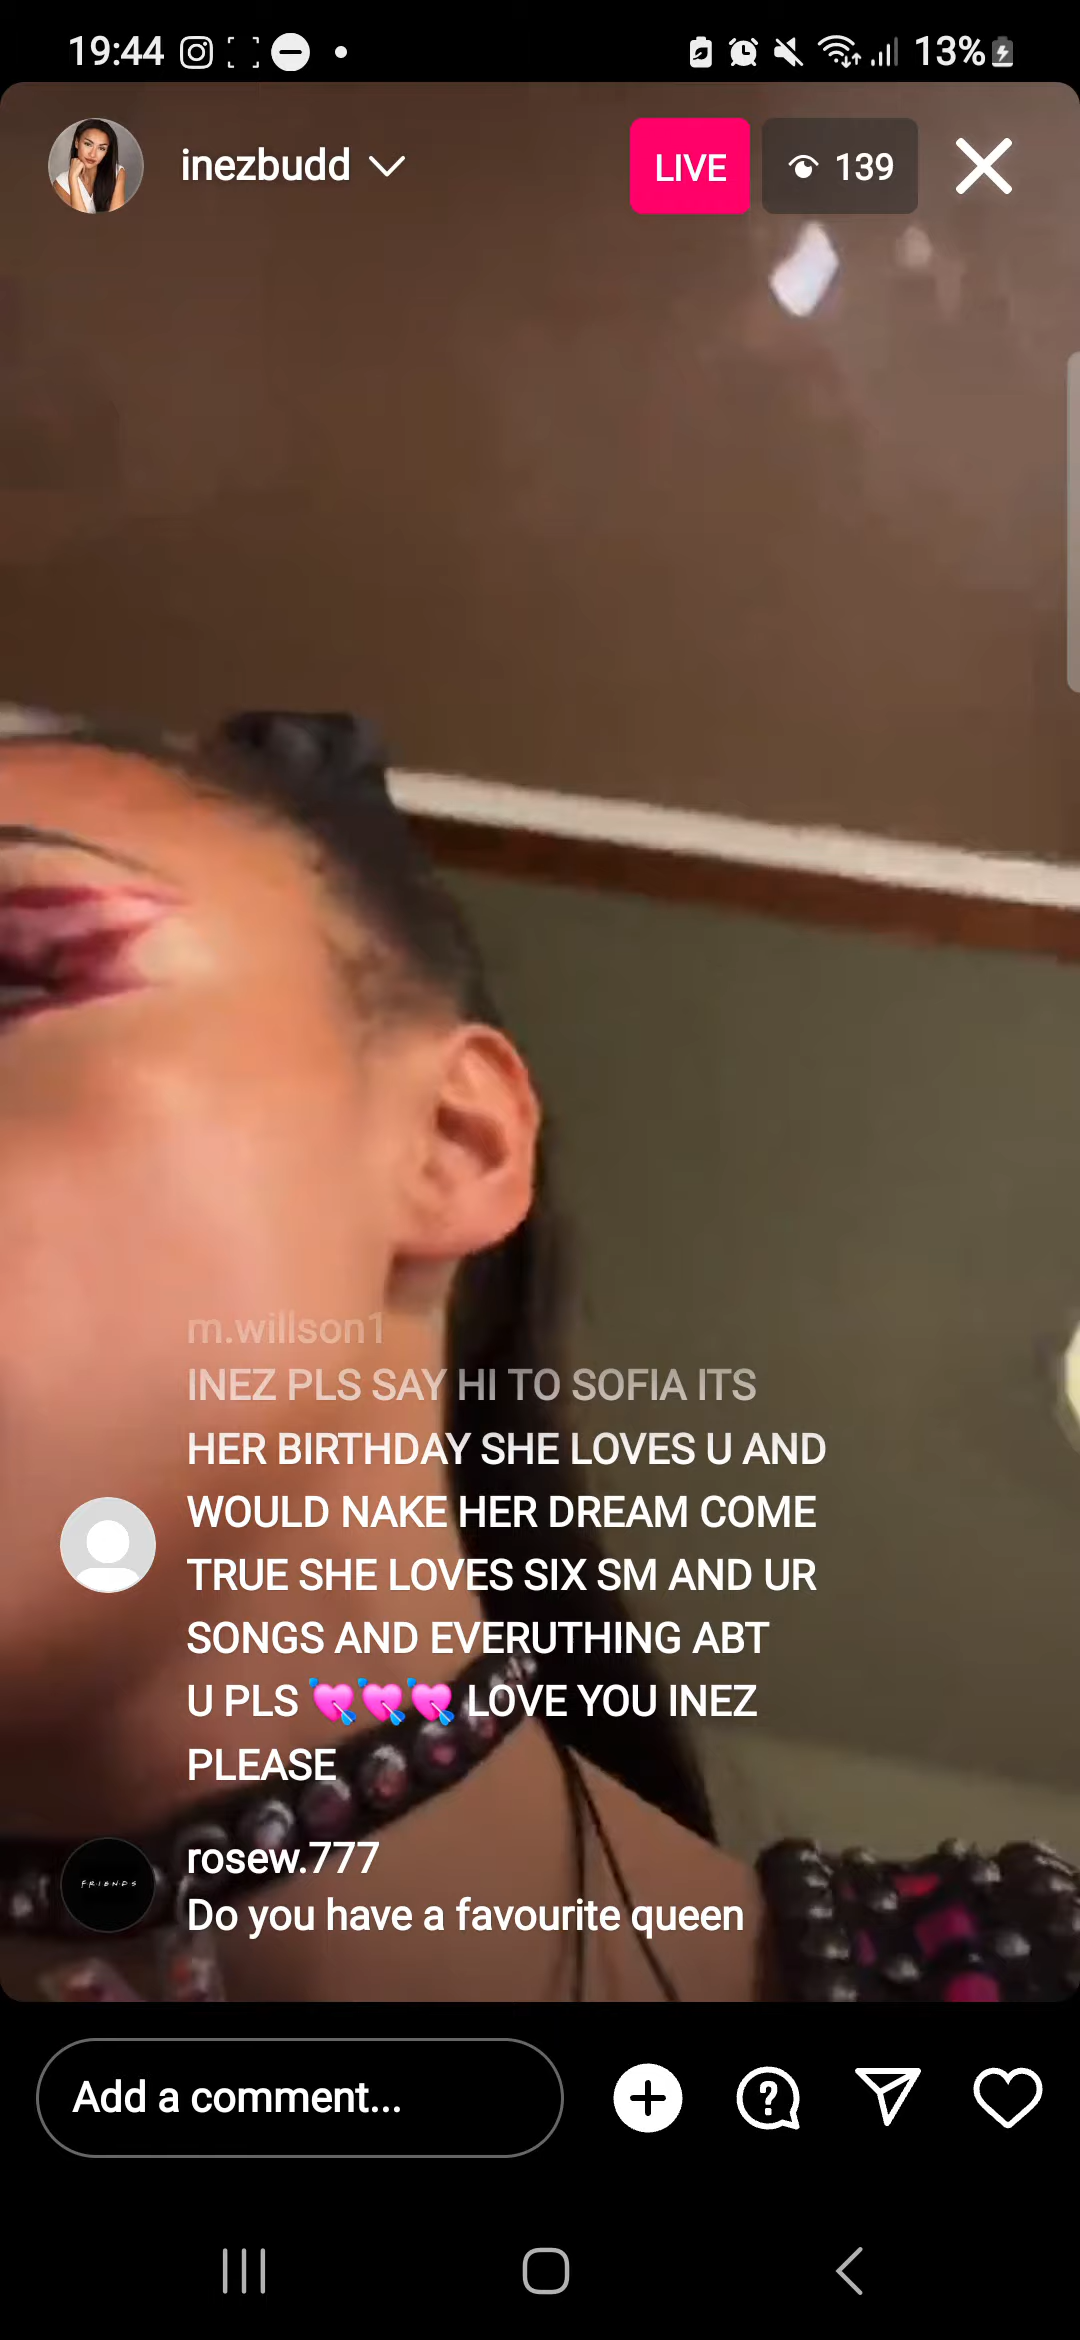 19:44
13%
inezbudd
LIVE
139
m.willson1
INEZ PLS SAY HI TO SOFIA ITS
HER BIRTHDAY SHE LOVES U AND
WOULD NAKE HER DREAM COME
TRUE SHE LOVES SIX SM AND UR
SONGS AND EVERUTHING ABT
U PLS 💘💘💘 LOVE YOU INEZ
PLEASE
FRIENDS
rosew.777
Do you have a favourite queen
Add a comment...